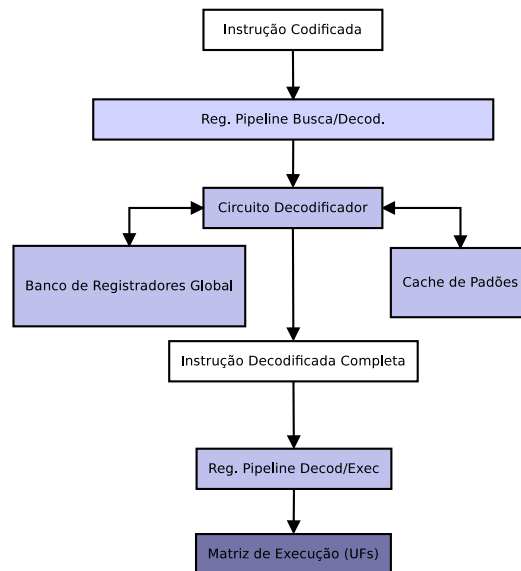 Instrução Codificada
Reg. Pipeline Busca/Decod.
Circuito Decodificador
Banco de Registradores Global
Cache de Padões
Instrução Decodificada Completa
Reg. Pipeline Decod/Exec
Matriz de Execução (UFs)